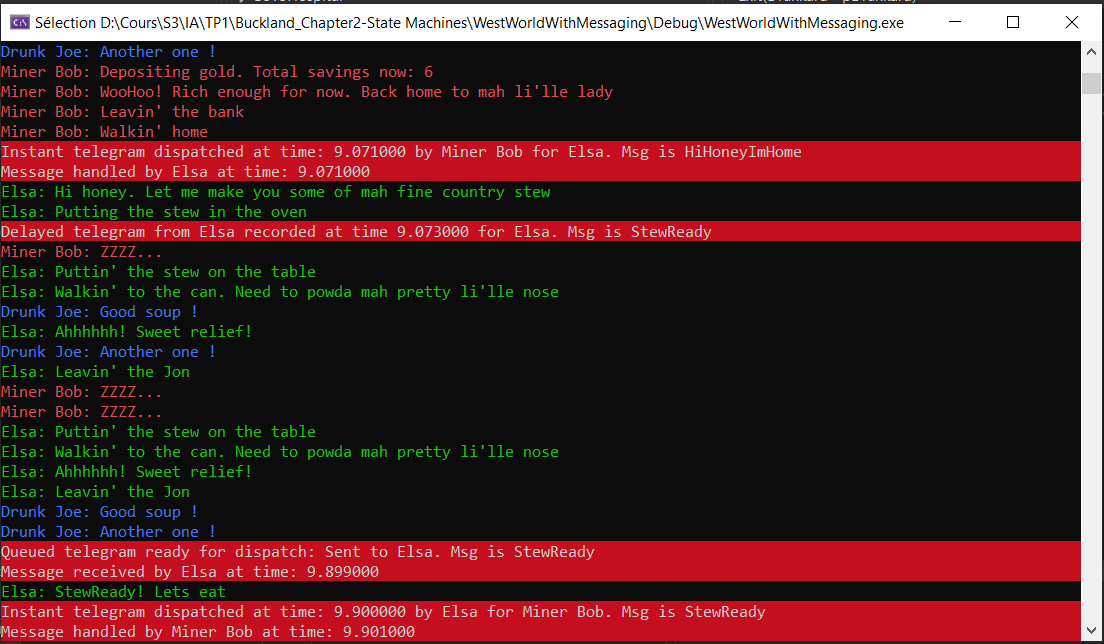 Sélection D:\Cours\S3\IA\TP1\Buckland_Chapter2-State Machines\WestWorldWithMessaging\Debug\WestWorldWithMessaging.exe
Drunk Joe: Another one !
Miner Bob: Depositing gold. Total savings now: 6
Miner Bob: WooHoo! Rich enough for now. Back home to mah li'lle lady
Miner Bob: Leavin' the bank
Miner Bob: Walkin' home
Instant telegram dispatched at time: 9.071000 by Miner Bob for Elsa. Msg is HiHoneyImHome
Message handled by Elsa at time: 9.071000
Elsa: Hi honey. Let me make you some of mah fine country stew
Elsa: Putting the stew in the oven
Delayed telegram from Elsa recorded at time 9.073000 for Elsa. Msg is StewReady
Miner Bob: ZZZZ...
Elsa: Puttin' the stew on the table
Elsa: Walkin' to the can. Need to powda mah pretty li'lle nose
Drunk Joe: Good soup !
Elsa: Ahhhhhh! Sweet relief!
Drunk Joe: Another one !
Elsa: Leavin' the Jon
Miner Bob: ZZZZ...
Miner Bob: ZZZZ...
Elsa: Puttin' the stew on the table
Elsa: Walkin' to the can. Need to powda mah pretty li'lle nose
Elsa: Ahhhhhh! Sweet relief!
Elsa: Leavin' the Jon
Drunk Joe: Good soup !
Drunk Joe: Another one !
Queued telegram ready for dispatch: Sent to Elsa. Msg is StewReady
Message received by Elsa at time: 9.899000
Elsa: StewReady! Lets eat
Instant telegram dispatched at time: 9.900000 by Elsa for Miner Bob. Msg is StewReady
Message handled by Miner Bob at time: 9.901000